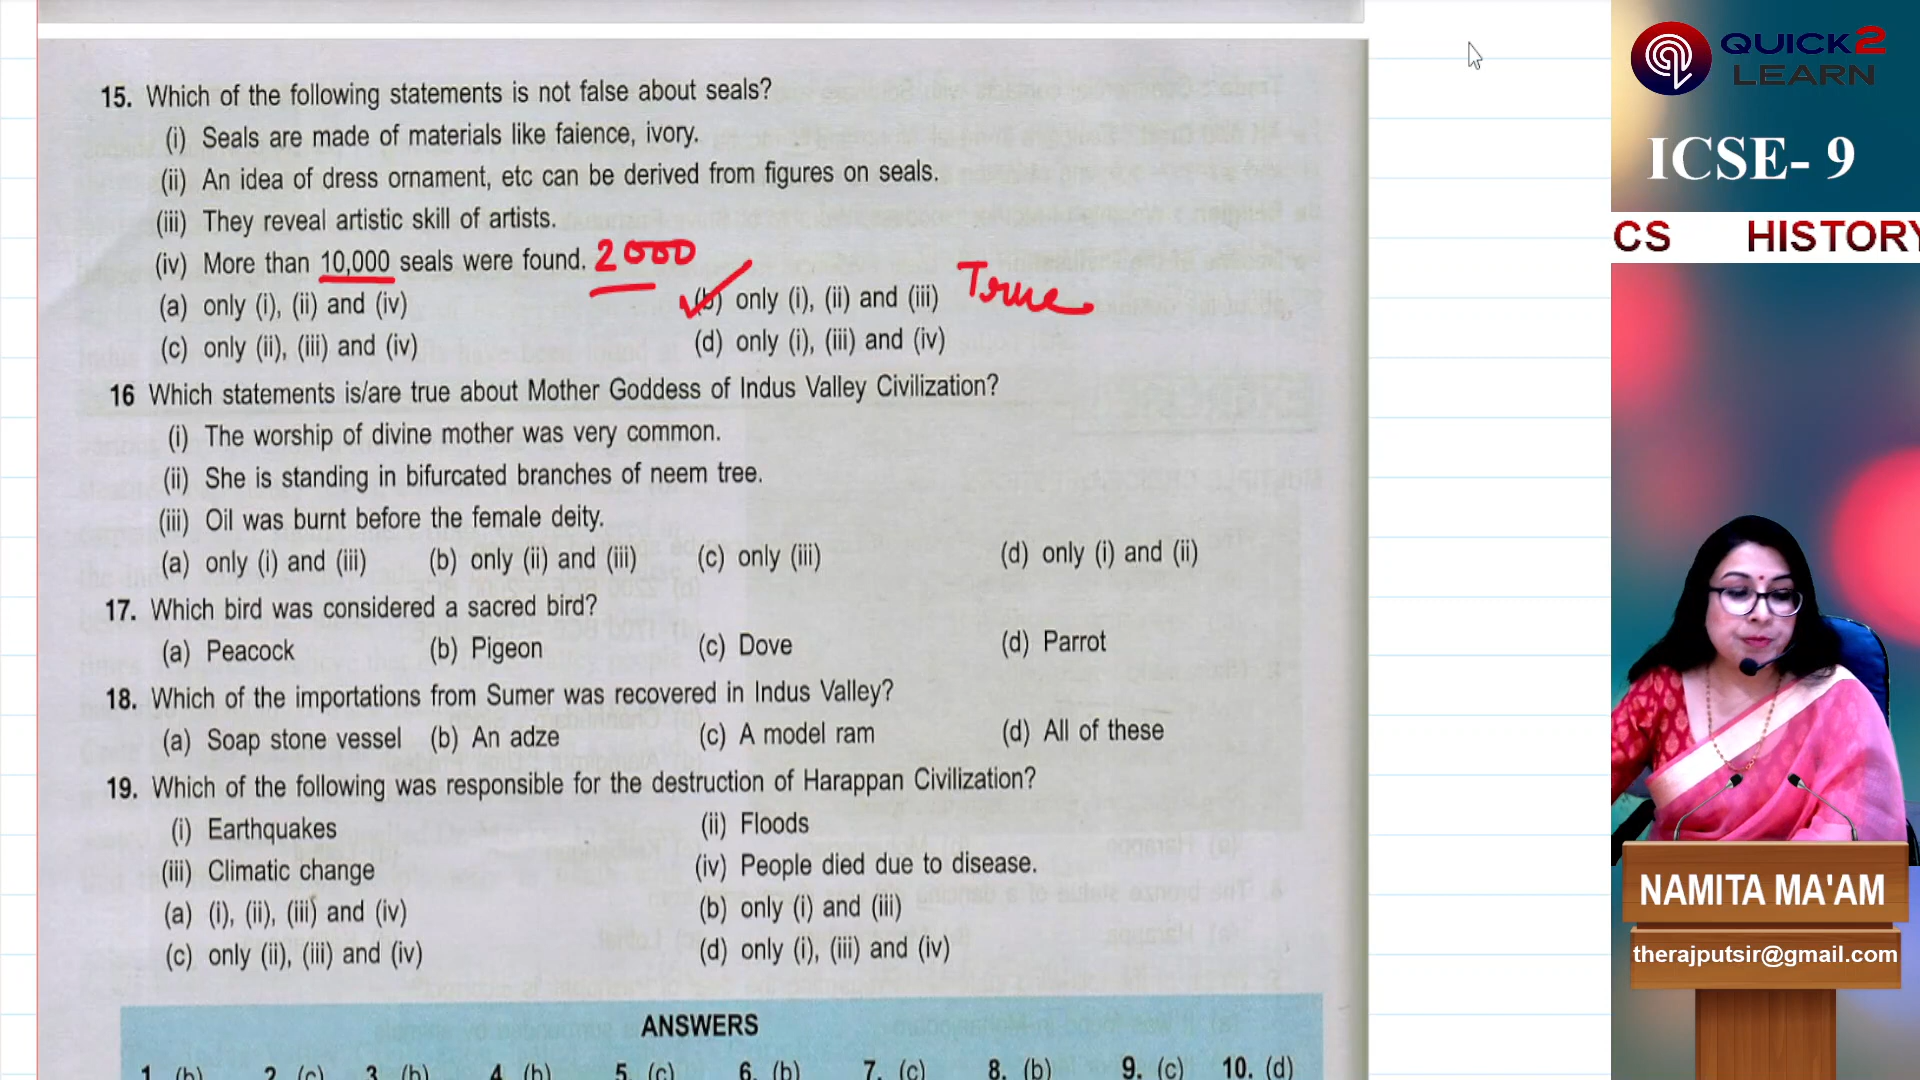 15. Which of the following statements is not false about seals?
(i) Seals are made of materials like faience, ivory.
(ii) An idea of dress ornament, etc can be derived from figures on seals.
(iii) They reveal artistic skill of artists.
(iv) More than 10,000 seals were found. 2000
(a) only (i), (ii) and (iv) (b) only (i), (ii) and (iii) True
(c) only (ii), (iii) and (iv) (d) only (i), (iii) and (iv)
16 Which statements is/are true about Mother Goddess of Indus Valley Civilization?
(i) The worship of divine mother was very common.
(ii) She is standing in bifurcated branches of neem tree.
(iii) Oil was burnt before the female deity.
(a) only (i) and (iii) (b) only (ii) and (iii) (c) only (iii) (d) only (i) and (ii)
17. Which bird was considered a sacred bird?
(a) Peacock (b) Pigeon (c) Dove (d) Parrot
18. Which of the importations from Sumer was recovered in Indus Valley?
(a) Soap stone vessel (b) An adze (c) A model ram (d) All of these
19. Which of the following was responsible for the destruction of Harappan Civilization?
(i) Earthquakes (ii) Floods
(iii) Climatic change (iv) People died due to disease.
(a) (i), (ii), (iii) and (iv) (b) only (i) and (iii)
(c) only (ii), (iii) and (iv) (d) only (i), (iii) and (iv)
ANSWERS
1. (b) 2. (c) 3. (b) 4. (b) 5. (c) 6. (b) 7. (c) 8. (b) 9. (c) 10. (d)
QUICK2
LEARN
ICSE- 9
CS HISTORY
NAMITA MA'AM
therajputsir@gmail.com